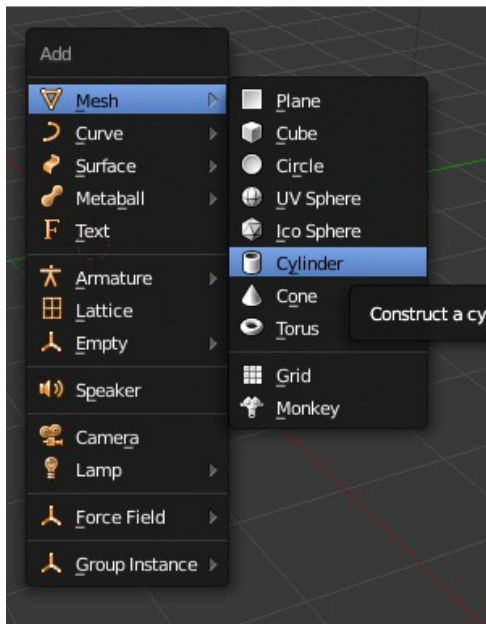 Add
Mesh
Curve
Surface
Metaball
Text
Armature
Lattice
Empty
Speaker
Camera
Lamp
Force Field
Group Instance
Plane
Cube
Circle
UV Sphere
Ico Sphere
Cylinder
Cone
Torus
Grid
Monkey
Construct a cy